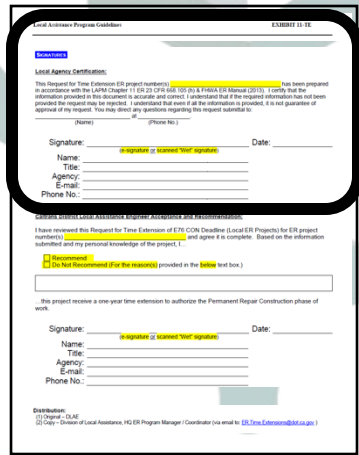 Local Assistance Program Guidelines EXHIBIT 11-TE
SIGNATURES
Local Agency Certification:
This Request for Time Extension ER project number(s) has been prepared
in accordance with the LAPM Chapter 11 ER 23 CFR 668.105 (h) & FHWA ER Manual (2013). I certify that the
information provided in this document is accurate and correct. I understand that if the required information has not been
provided the request may be rejected. I understand that even if all the information is provided, it is not guarantee of
approval of my request. You may direct any questions regarding this request submittal to:
at
(Name) (Phone No.)
Signature: Date:
(e-signature or scanned "Wet" signature)
Name:
Title:
Agency:
E-mail:
Phone No.:
Caltrans District Local Assistance Engineer Acceptance and Recommendation:
I have reviewed this Request for Time Extension of E76 CON Deadline (Local ER Projects) for ER project
number(s) and agree it is complete. Based on the information
submitted and my personal knowledge of the project, I…
Recommend
Do Not Recommend (For the reason(s) provided in the below text box.)
…this project receive a one-year time extension to authorize the Permanent Repair Construction phase of
work.
Signature: Date:
(e-signature or scanned "Wet" signature)
Name:
Title:
Agency:
E-mail:
Phone No.:
Distribution:
(1) Original – DLAE
(2) Copy – Division of Local Assistance, HQ ER Program Manager / Coordinator (via email to: ER.Time.Extensions@dot.ca.gov )